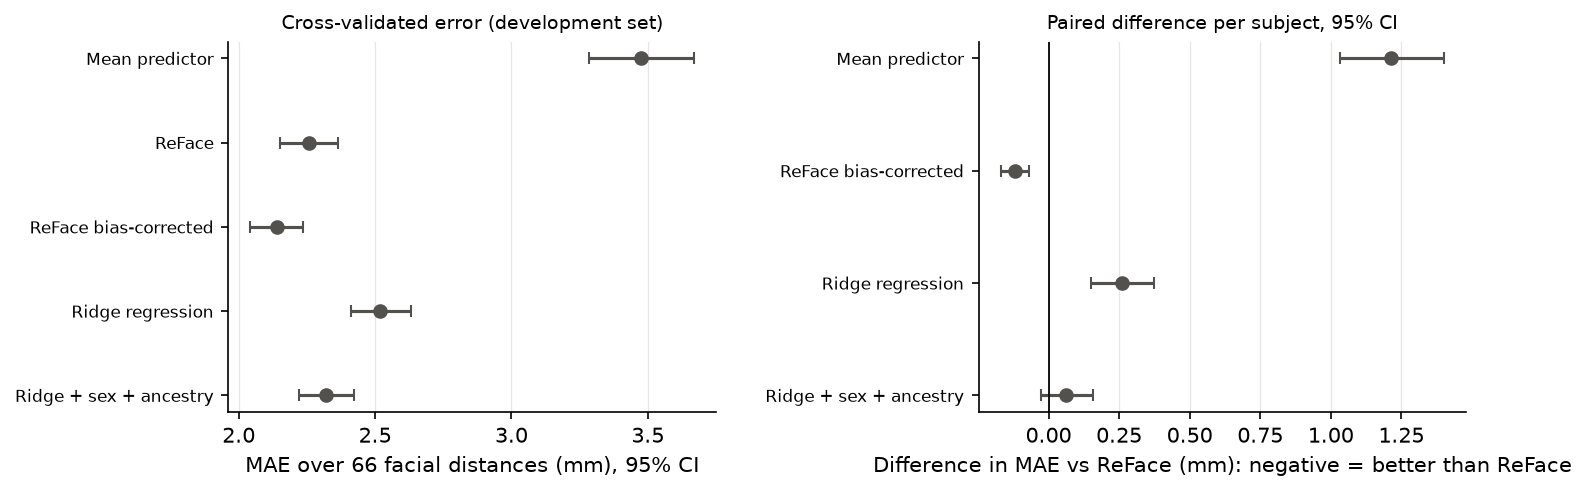 Cross-validated error (development set)
Mean predictor
ReFace
ReFace bias-corrected
Ridge regression
Ridge + sex + ancestry
2.0 2.5 3.0 3.5
MAE over 66 facial distances (mm), 95% CI
Paired difference per subject, 95% CI
Mean predictor
ReFace bias-corrected
Ridge regression
Ridge + sex + ancestry
0.00 0.25 0.50 0.75 1.00 1.25
Difference in MAE vs ReFace (mm): negative = better than ReFace